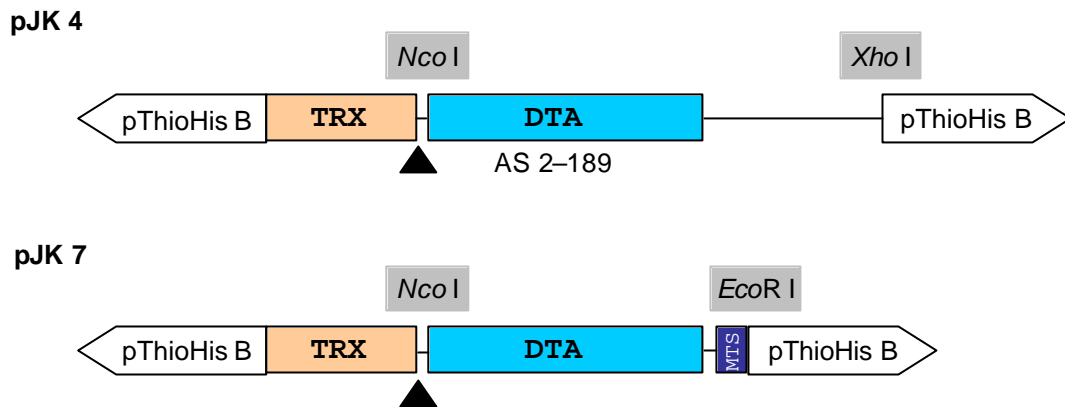 pJK 4
Nco I
Xho I
pThioHis B
TRX
DTA
pThioHis B
AS 2–189
pJK 7
Nco I
EcoR I
pThioHis B
TRX
DTA
MTS
pThioHis B